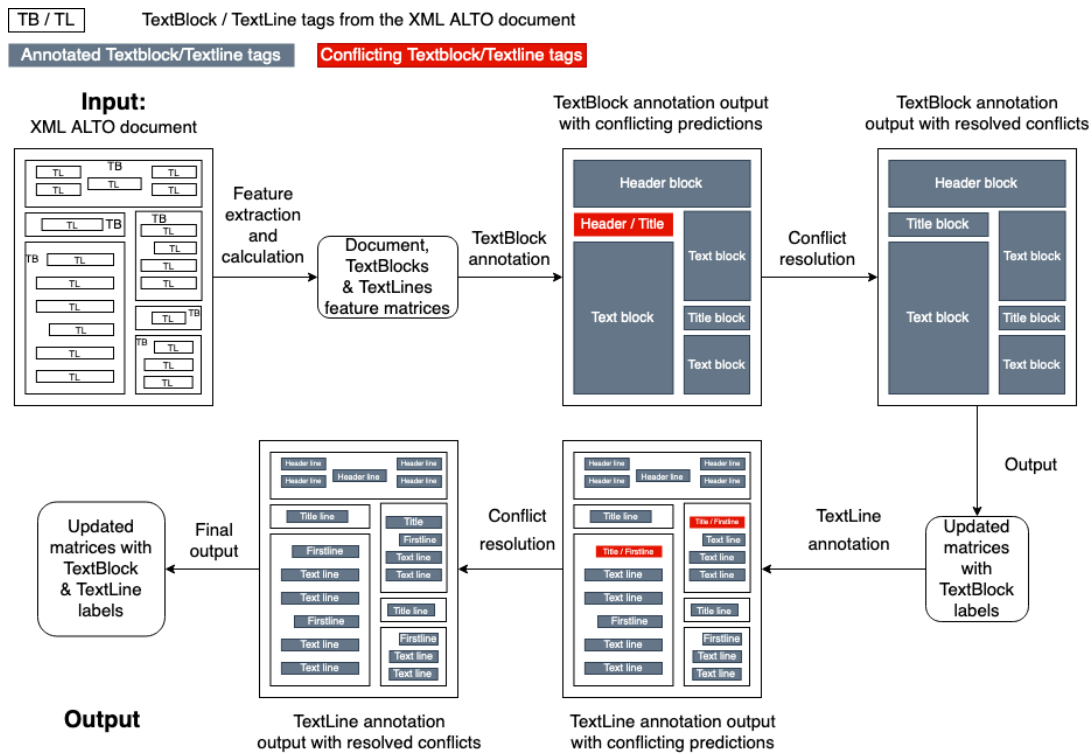 TB / TL
TextBlock / TextLine tags from the XML ALTO document
Annotated Textblock/Textline tags
Conflicting Textblock/Textline tags
Input:
XML ALTO document
TB
TL
TL
TL
TL
TL
TL
TB
TB
TL
TL
TL
TL
TB
TL
TL
TL
TL
TL
TL
TB
TB
TL
TL
TL
Feature
extraction
and
calculation
Document,
TextBlocks
& TextLines
feature matrices
TextBlock
annotation
TextBlock annotation output
with conflicting predictions
Header block
Header / Title
Text block
Text block
Title block
Text block
Conflict
resolution
TextBlock annotation
output with resolved conflicts
Header block
Title block
Text block
Text block
Title block
Text block
Output
Updated
matrices
with
TextBlock
labels
TextLine
annotation
Header line
Header line
Header line
Header line
Header line
Title line
Title / Firstline
Text line
Text line
Text line
Title / Firstline
Text line
Text line
Firstline
Text line
Text line
Title line
Firstline
Text line
Text line
TextLine annotation output
with conflicting predictions
Conflict
resolution
Header line
Header line
Header line
Header line
Header line
Title line
Title
Firstline
Text line
Text line
Firstline
Text line
Text line
Firstline
Text line
Text line
Title line
Firstline
Text line
Text line
TextLine annotation
output with resolved conflicts
Final
output
Updated
matrices with
TextBlock
& TextLine
labels
Output